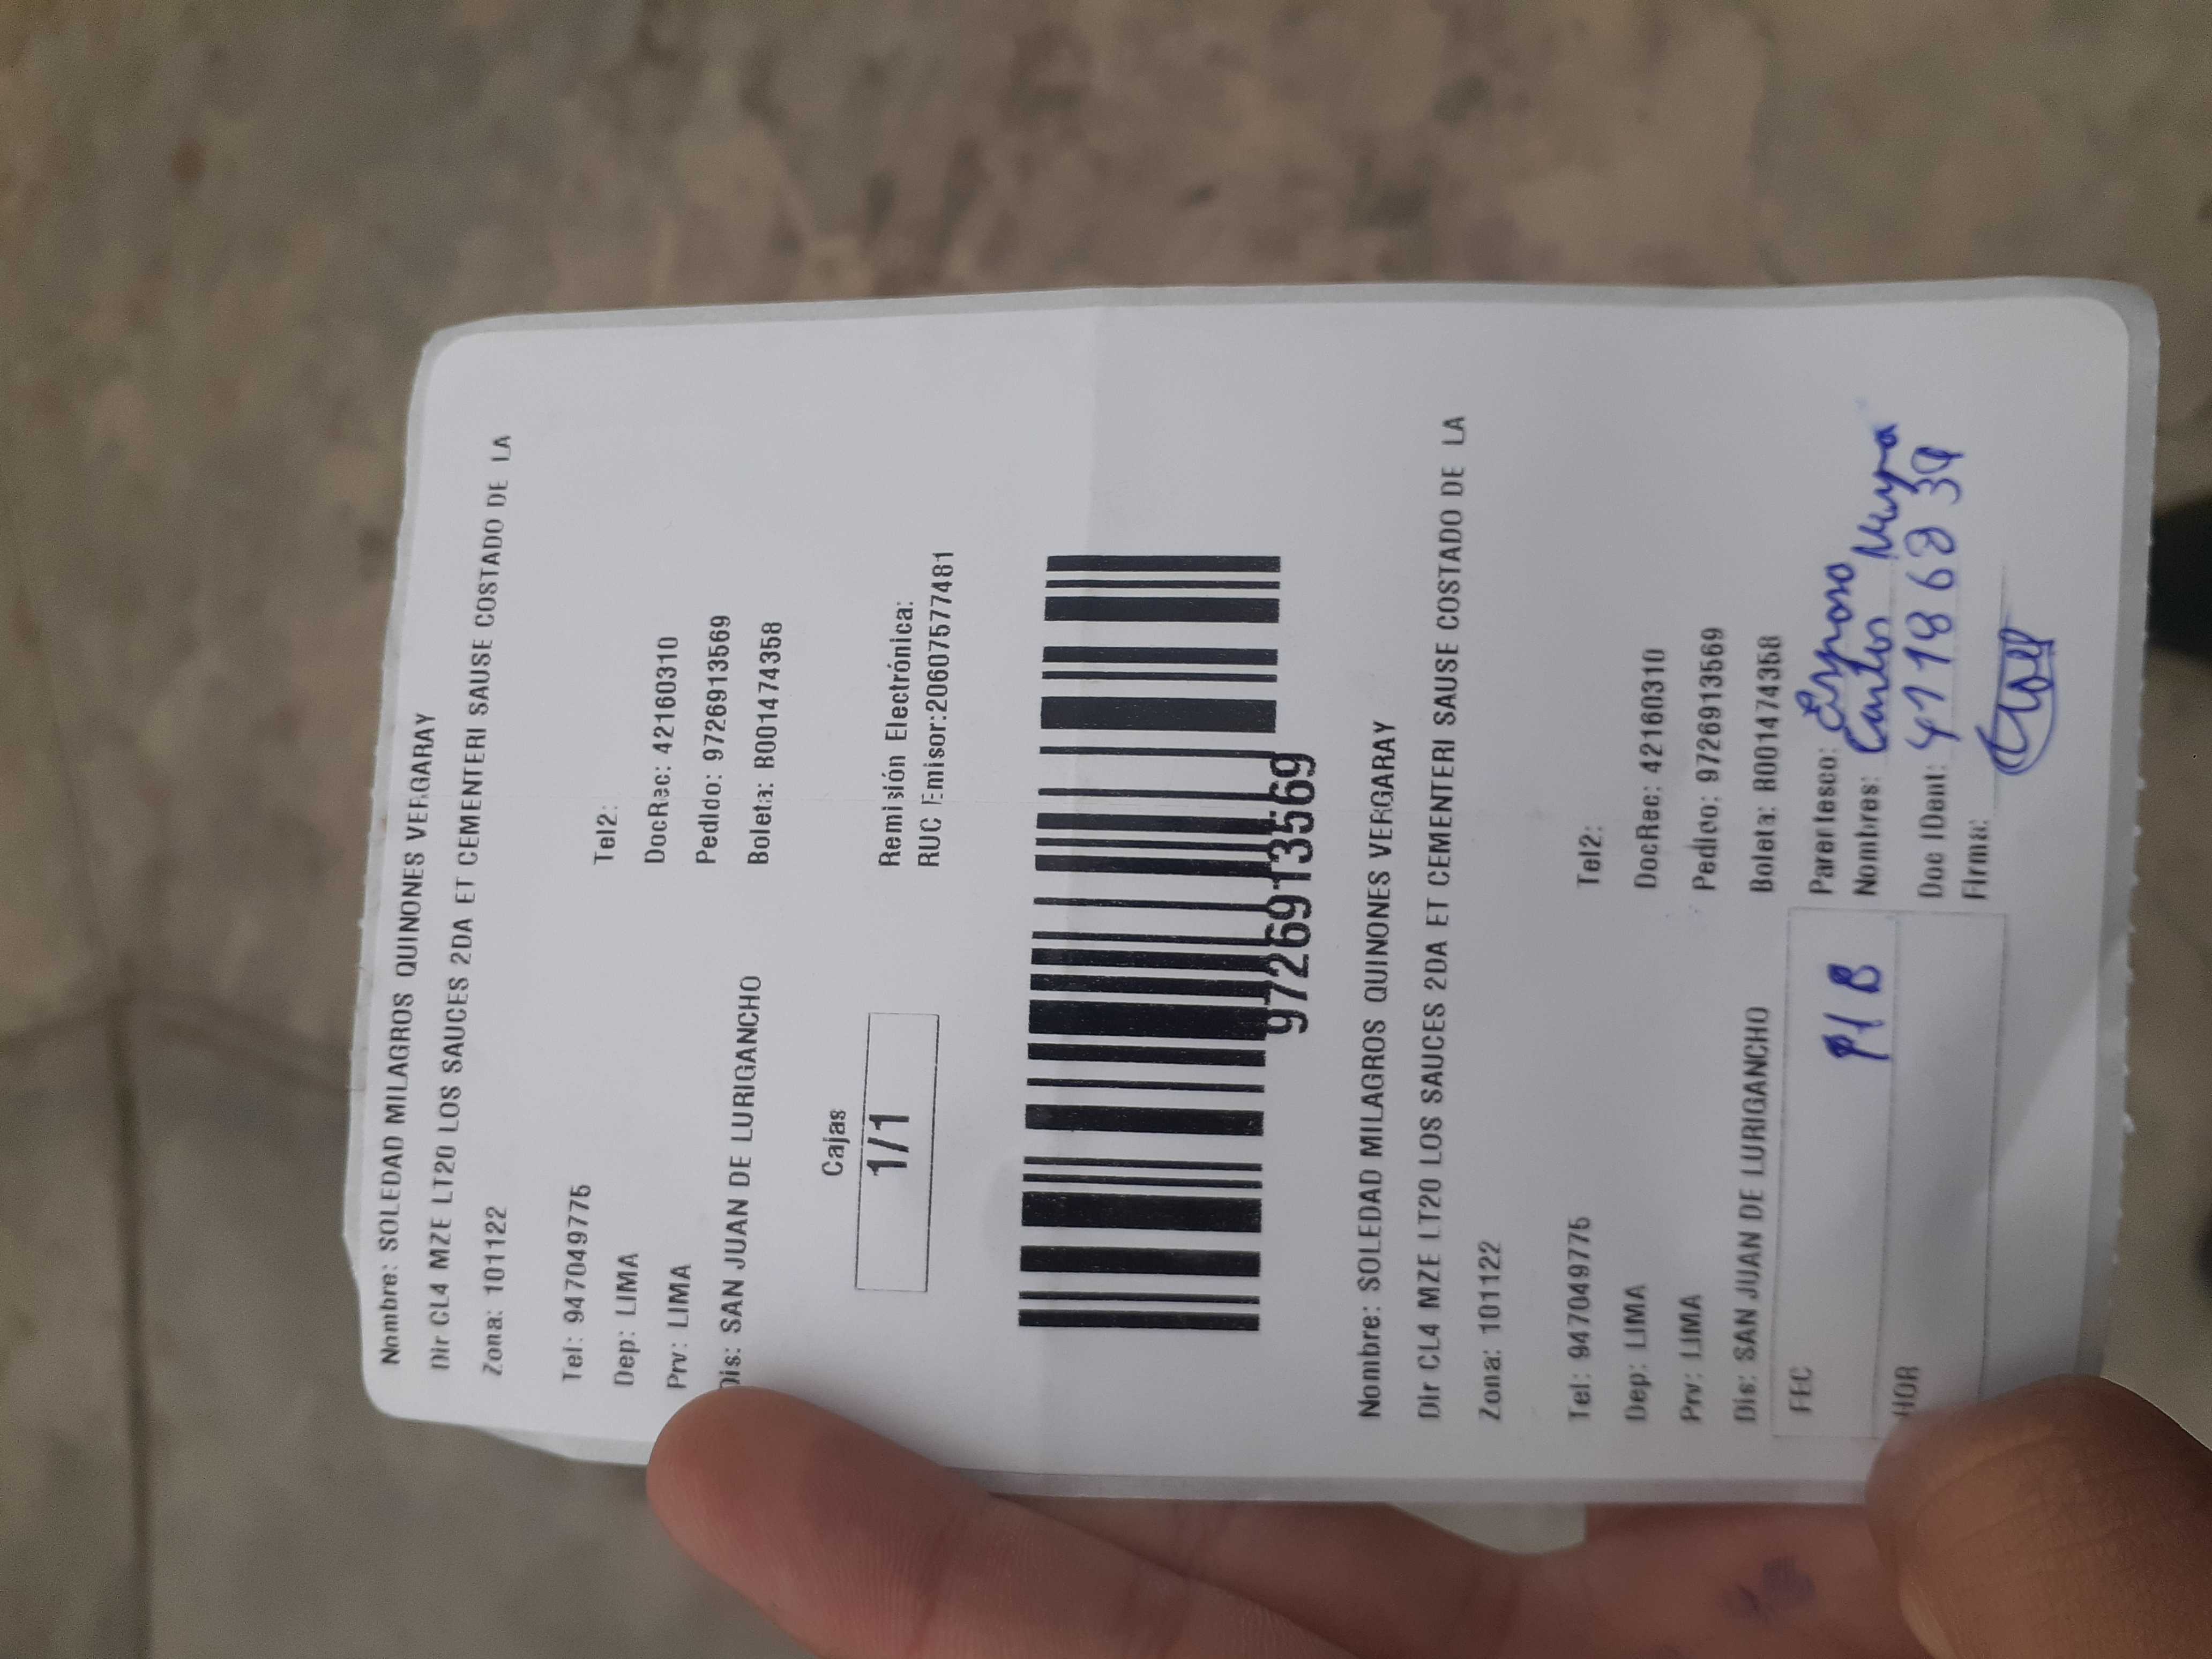 Nombre: SOLEDAD MILAGROS QUINONES VERGARAY
Dir CL4 MZE LT20 LOS SAUCES 2DA ET CEMENTERI SAUSE COSTADO DE LA
Zona: 101122
Tel: 947049775 Tel2:
Dep: LIMA DocRec: 42160310
Prv: LIMA Pedido: 9726913569
Dis: SAN JUAN DE LURIGANCHO Boleta: B001474358
Cajas
1/1
Remisión Electrónica:
RUC Emisor:20607577481
9726913569
Nombre: SOLEDAD MILAGROS QUINONES VERGARAY
Dir CL4 MZE LT20 LOS SAUCES 2DA ET CEMENTERI SAUSE COSTADO DE LA
Zona: 101122
Tel: 947049775 Tel2:
Dep: LIMA DocRec: 42160310
Prv: LIMA Pedido: 9726913569
Dis: SAN JUAN DE LURIGANCHO Boleta: B001474358
FEC Parentesco: Esposo
HOR Nombres: Carlos
Doc IDent:
Firma: